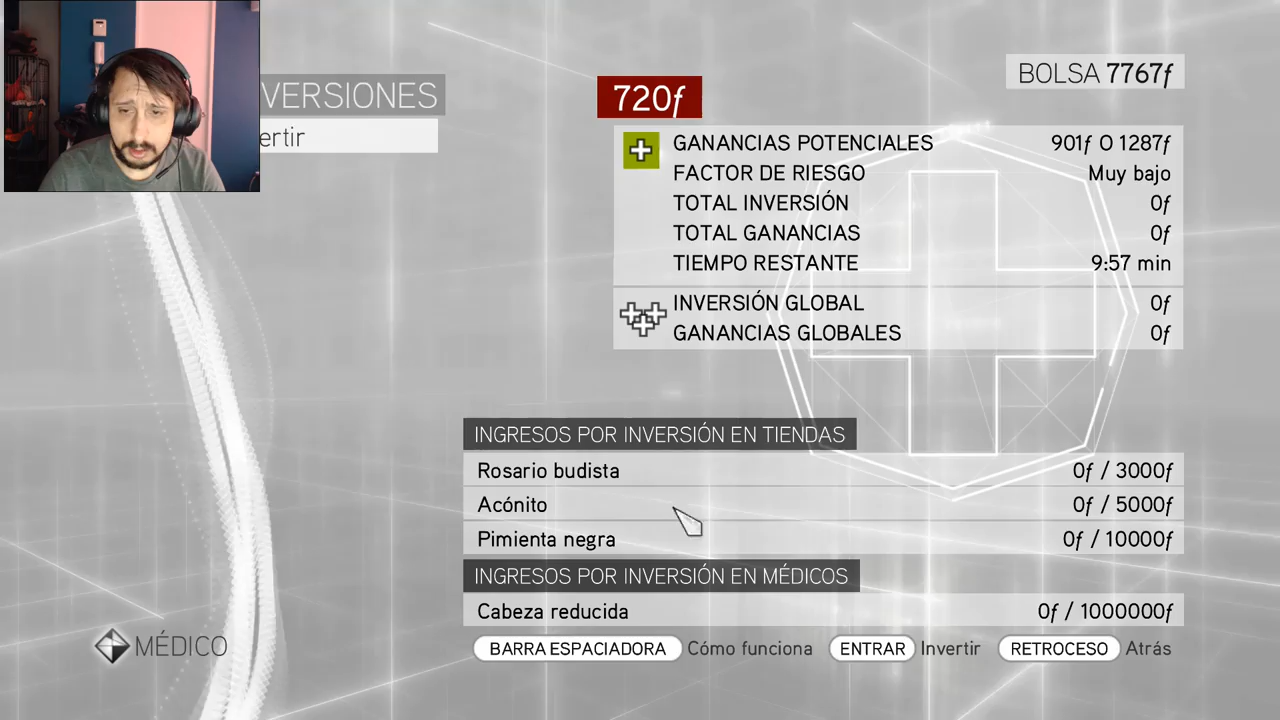 VERSIONES
ertir
720ƒ
BOLSA 7767ƒ
GANANCIAS POTENCIALES 901ƒ O 1287ƒ
FACTOR DE RIESGO Muy bajo
TOTAL INVERSIÓN 0ƒ
TOTAL GANANCIAS 0ƒ
TIEMPO RESTANTE 9:57 min
INVERSIÓN GLOBAL 0ƒ
GANANCIAS GLOBALES 0ƒ
INGRESOS POR INVERSIÓN EN TIENDAS
Rosario budista 0ƒ / 3000ƒ
Acónito 0ƒ / 5000ƒ
Pimienta negra 0ƒ / 10000ƒ
INGRESOS POR INVERSIÓN EN MÉDICOS
Cabeza reducida 0ƒ / 1000000ƒ
MÉDICO
BARRA ESPACIADORA Cómo funciona ENTRAR Invertir RETROCESO Atrás